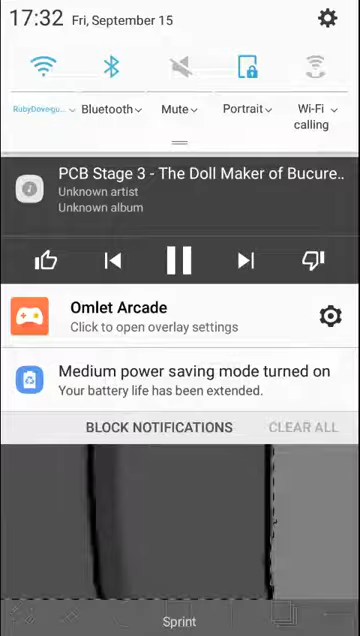 17:32 Fri, September 15
RubyDovegu...
Bluetooth
Mute
Portrait
Wi-Fi calling
PCB Stage 3 - The Doll Maker of Bucure..
Unknown artist
Unknown album
Omlet Arcade
Click to open overlay settings
Medium power saving mode turned on
Your battery life has been extended.
BLOCK NOTIFICATIONS CLEAR ALL
Sprint